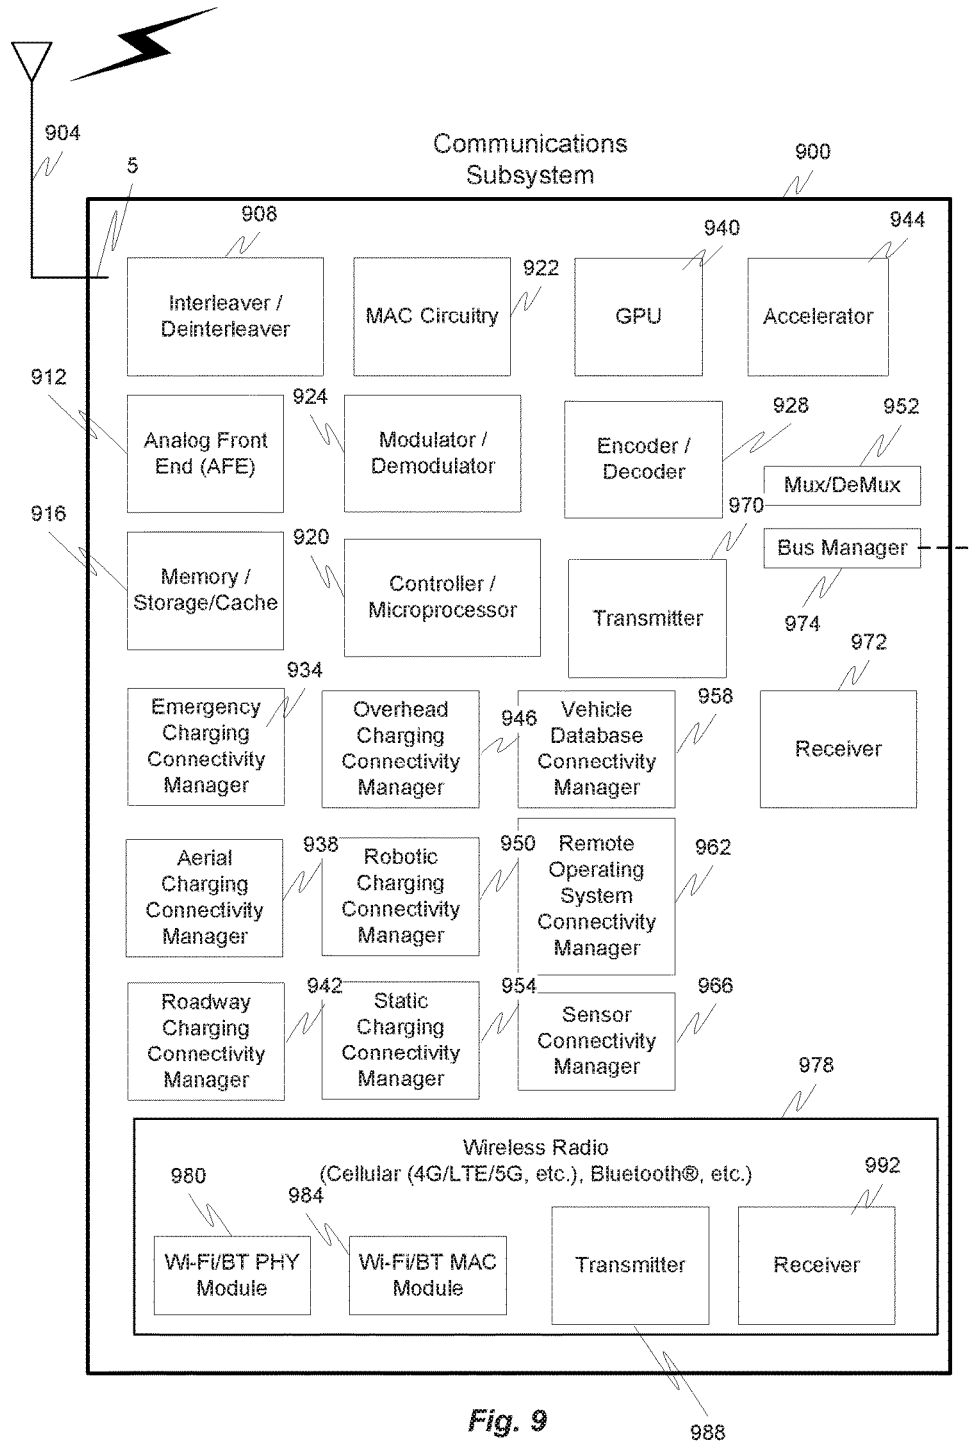 904
5
Communications
Subsystem
900
908
922
940
944
Interleaver /
Deinterleaver
MAC Circuitry
GPU
Accelerator
912
924
928
952
Analog Front
End (AFE)
Modulator /
Demodulator
Encoder /
Decoder
Mux/DeMux
916
920
970
Bus Manager
974
Memory /
Storage/Cache
Controller /
Microprocessor
Transmitter
972
934
946
958
Emergency
Charging
Connectivity
Manager
Overhead
Charging
Connectivity
Manager
Vehicle
Database
Connectivity
Manager
Receiver
938
950
962
Aerial
Charging
Connectivity
Manager
Robotic
Charging
Connectivity
Manager
Remote
Operating
System
Connectivity
Manager
942
954
966
Roadway
Charging
Connectivity
Manager
Static
Charging
Connectivity
Manager
Sensor
Connectivity
Manager
978
Wireless Radio
(Cellular (4G/LTE/5G, etc.), Bluetooth®, etc.)
980
984
992
Wi-Fi/BT PHY
Module
Wi-Fi/BT MAC
Module
Transmitter
Receiver
988
Fig. 9